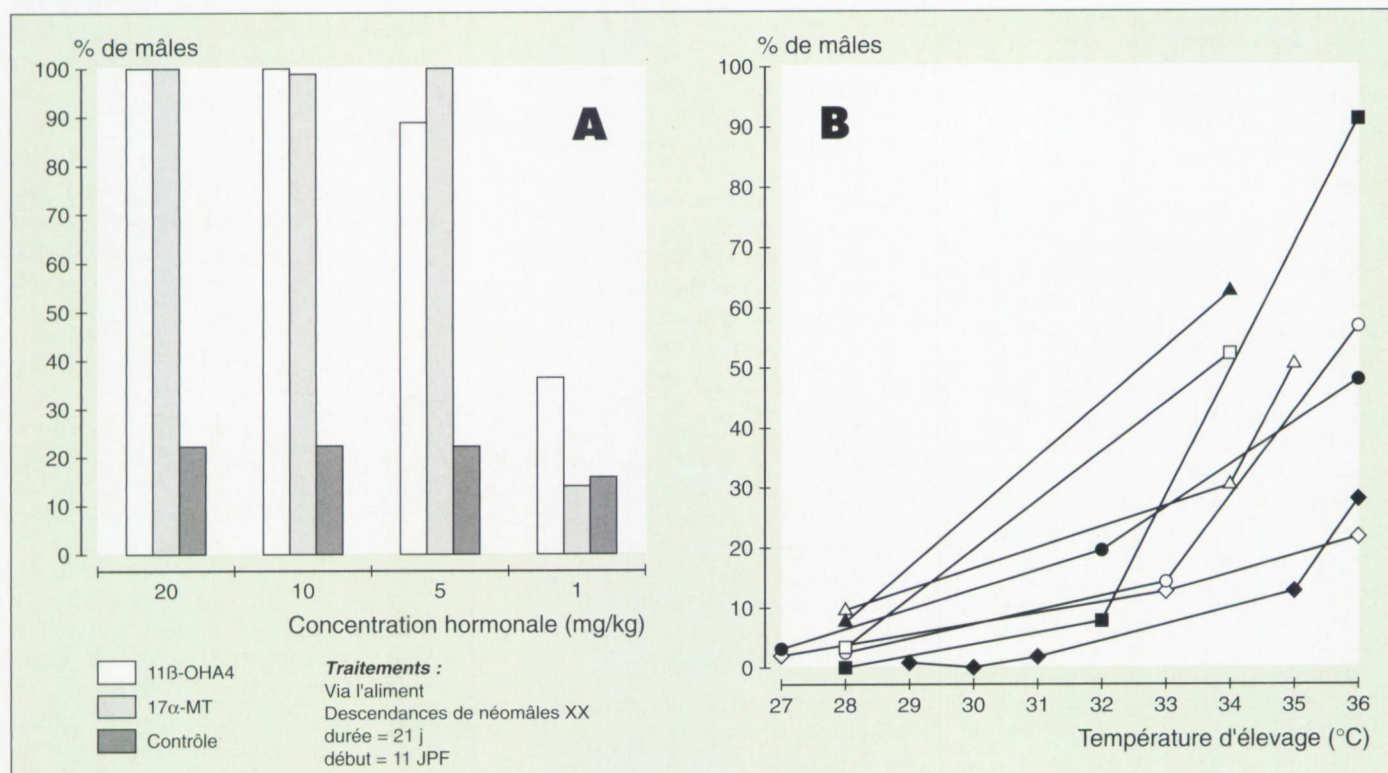 % de mâles
100
90
80
70
60
50
40
30
20
10
0
A
20 10 5 1
Concentration hormonale (mg/kg)
11ß-OHA4
17α-MT
Contrôle
Traitements :
Via l'aliment
Descendances de néomâles XX
durée = 21 j
début = 11 JPF
% de mâles
100
90
80
70
60
50
40
30
20
10
0
B
27 28 29 30 31 32 33 34 35 36
Température d'élevage (°C)